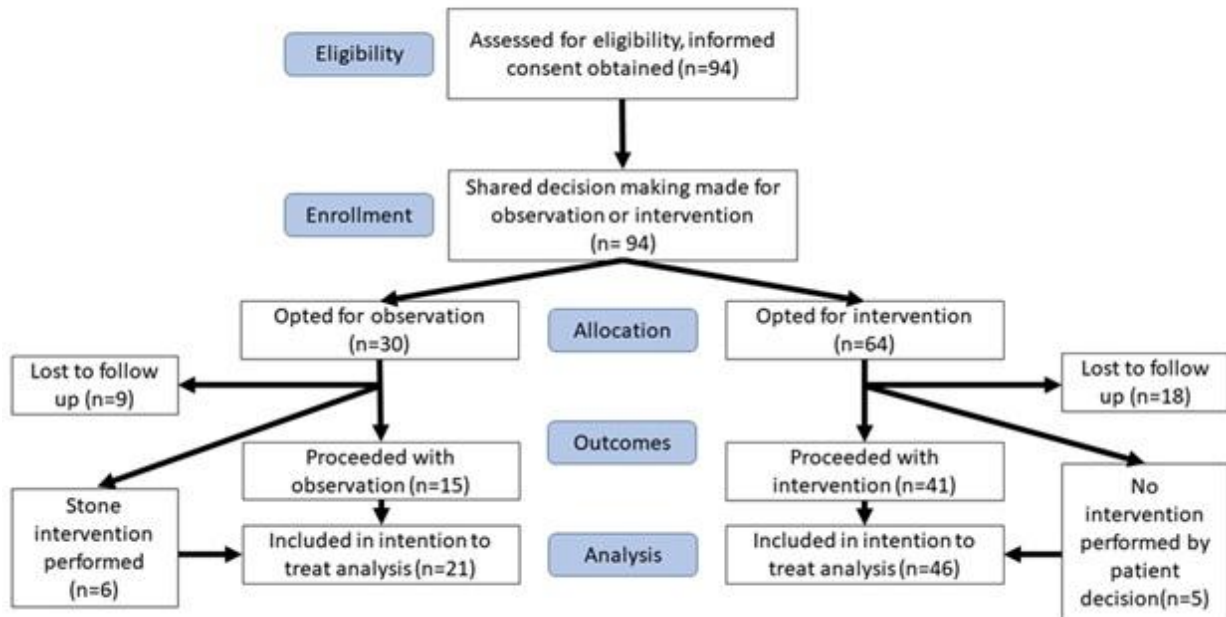 Eligibility
Assessed for eligibility, informed
consent obtained (n=94)
Enrollment
Shared decision making made for
observation or intervention
(n= 94)
Opted for observation
(n=30)
Allocation
Opted for intervention
(n=64)
Lost to follow
up (n=9)
Lost to follow
up (n=18)
Outcomes
Proceeded with
observation (n=15)
Proceeded with
intervention (n=41)
Stone
intervention
performed
(n=6)
No
intervention
performed by
patient
decision(n=5)
Included in intention to
treat analysis (n=21)
Analysis
Included in intention to
treat analysis (n=46)